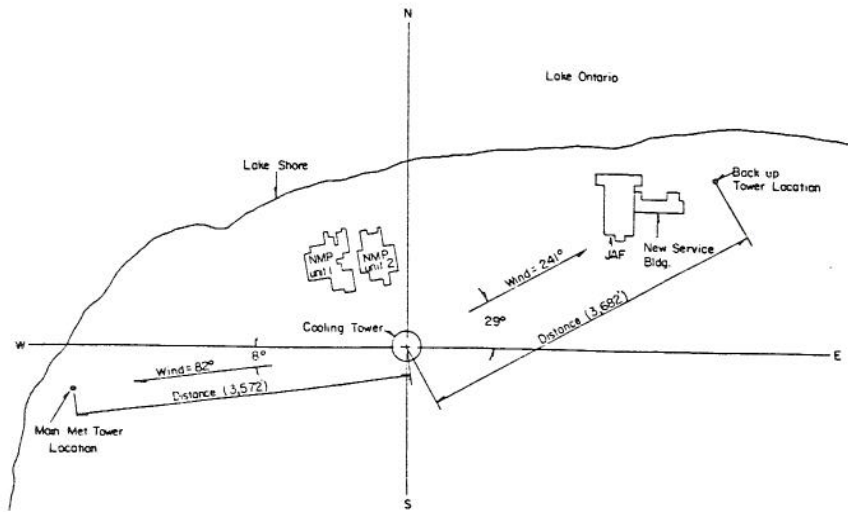 N
Lake Ontario
Lake Shore
Back up
Tower Location
NMP
unit 1
NMP
unit 2
JAF
New Service
Bldg.
Wind = 241°
29°
Distance (3,682')
Cooling Tower
W
E
8°
Wind = 82°
Distance (3,572)
Main Met Tower
Location
S